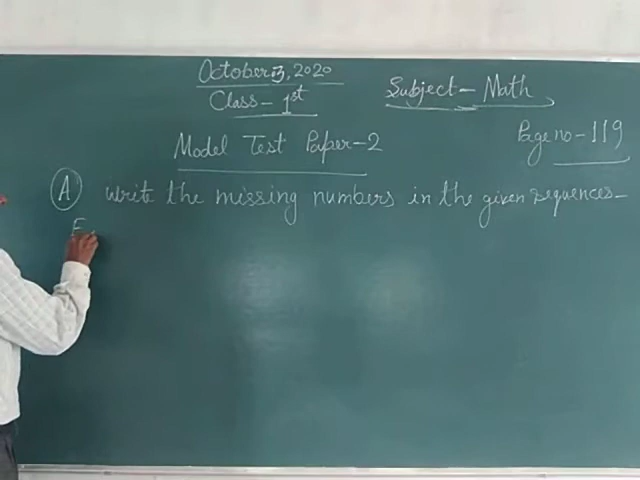 October 3, 2020
Class - 1st
Subject - Math
Model Test Paper-2
Page no - 119
A Write the missing numbers in the given sequences -